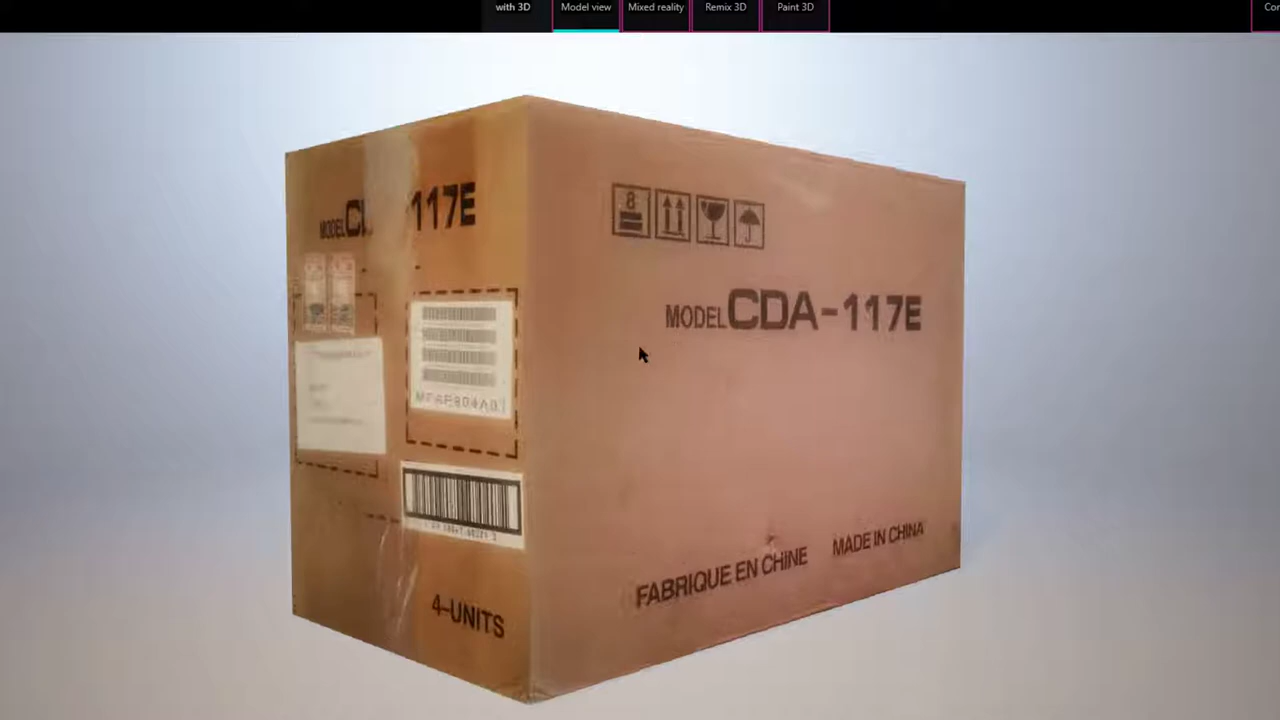 with 3D
Model view
Mixed reality
Remix 3D
Paint 3D
MODEL
117E
8
MODEL CDA-117E
4-UNITS
FABRIQUE EN CHINE
MADE IN CHINA